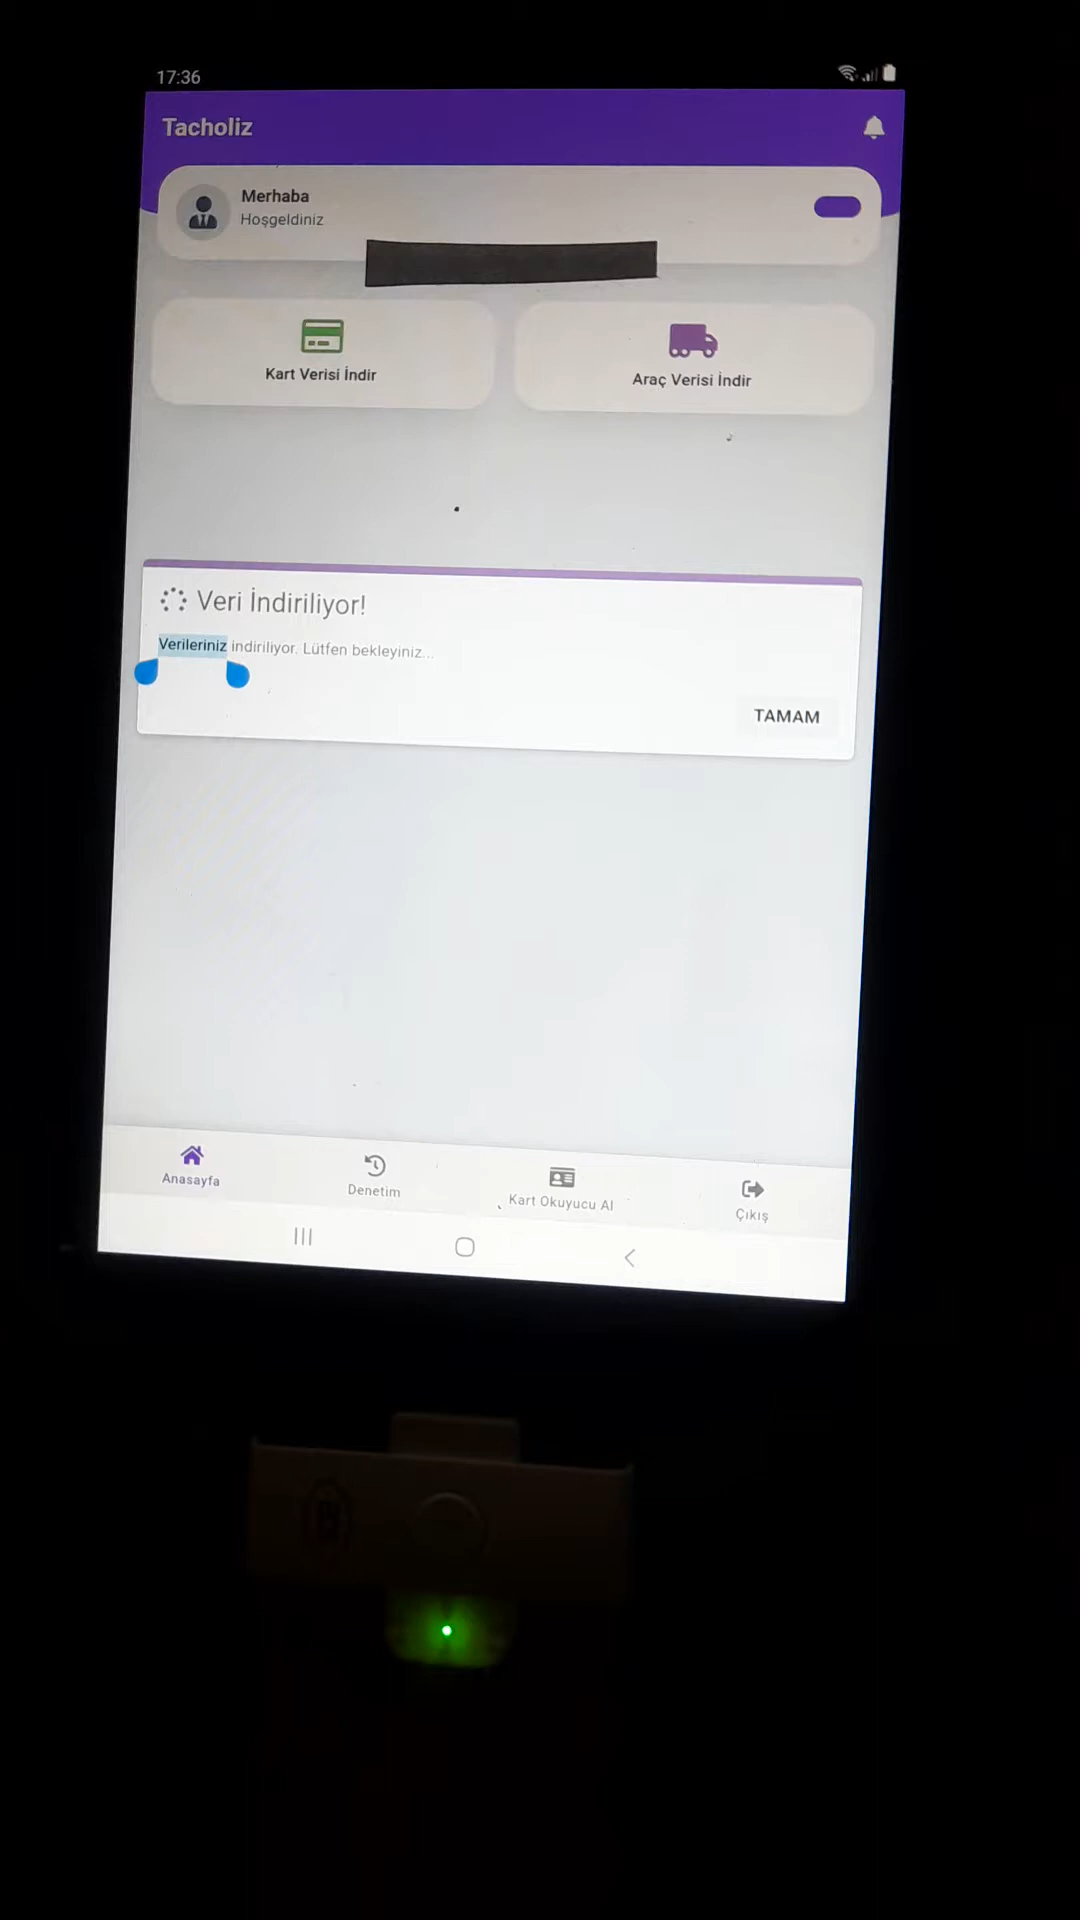 17:36
Tacholiz
Merhaba
Hoşgeldiniz
Kart Verisi İndir
Araç Verisi İndir
Veri İndiriliyor!
Verileriniz indiriliyor. Lütfen bekleyiniz...
TAMAM
Anasayfa
Denetim
Kart Okuyucu Al
Çıkış